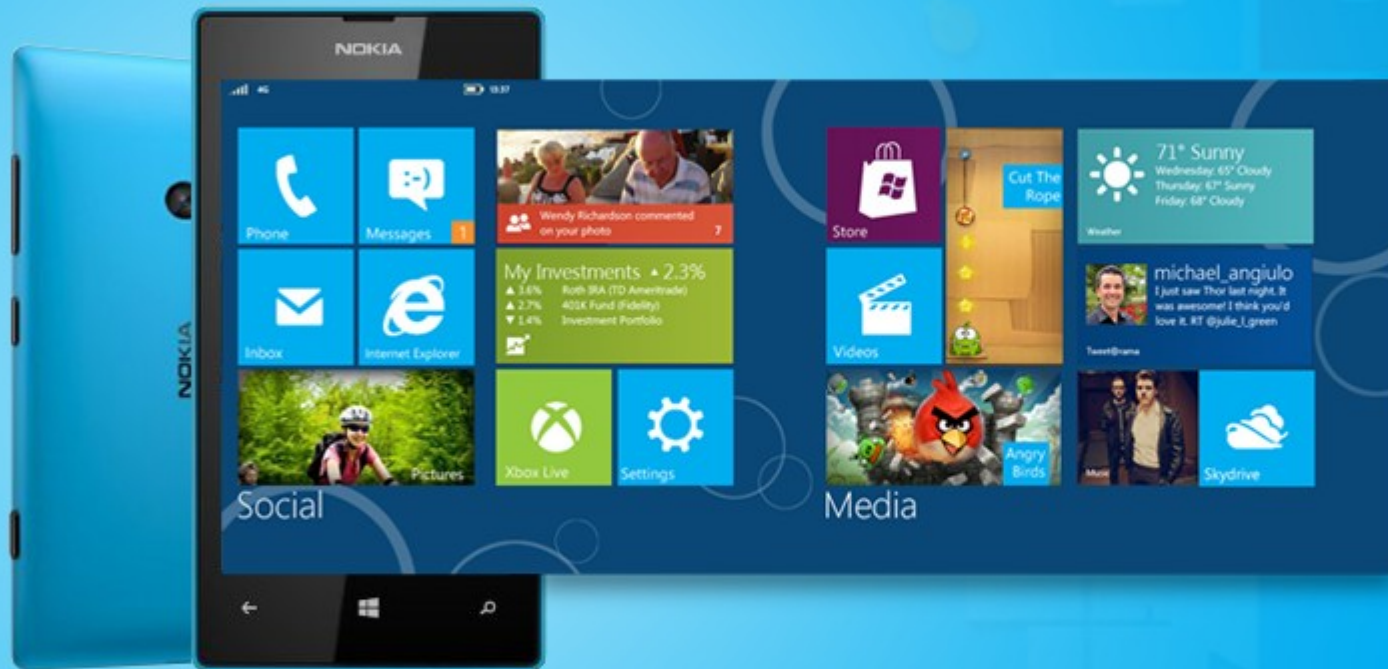 NOKIA
NOKIA
4G
13:37
Phone
Messages
1
Wendy Richardson commented
on your photo
7
Inbox
Internet Explorer
My Investments ▲ 2.3%
▲ 3.6% Roth IRA (TD Ameritrade)
▲ 2.7% 401K Fund (Fidelity)
▼ 1.4% Investment Portfolio
Pictures
Xbox Live
Settings
Social
Store
Cut The
Rope
71° Sunny
Wednesday: 65° Cloudy
Thursday: 67° Sunny
Friday: 68° Cloudy
Weather
Videos
michael_angiulo
I just saw Thor last night. It
was awesome! I think you'd
love it. RT @julie_l_green
Tweet@rama
Angry
Birds
Music
Skydrive
Media